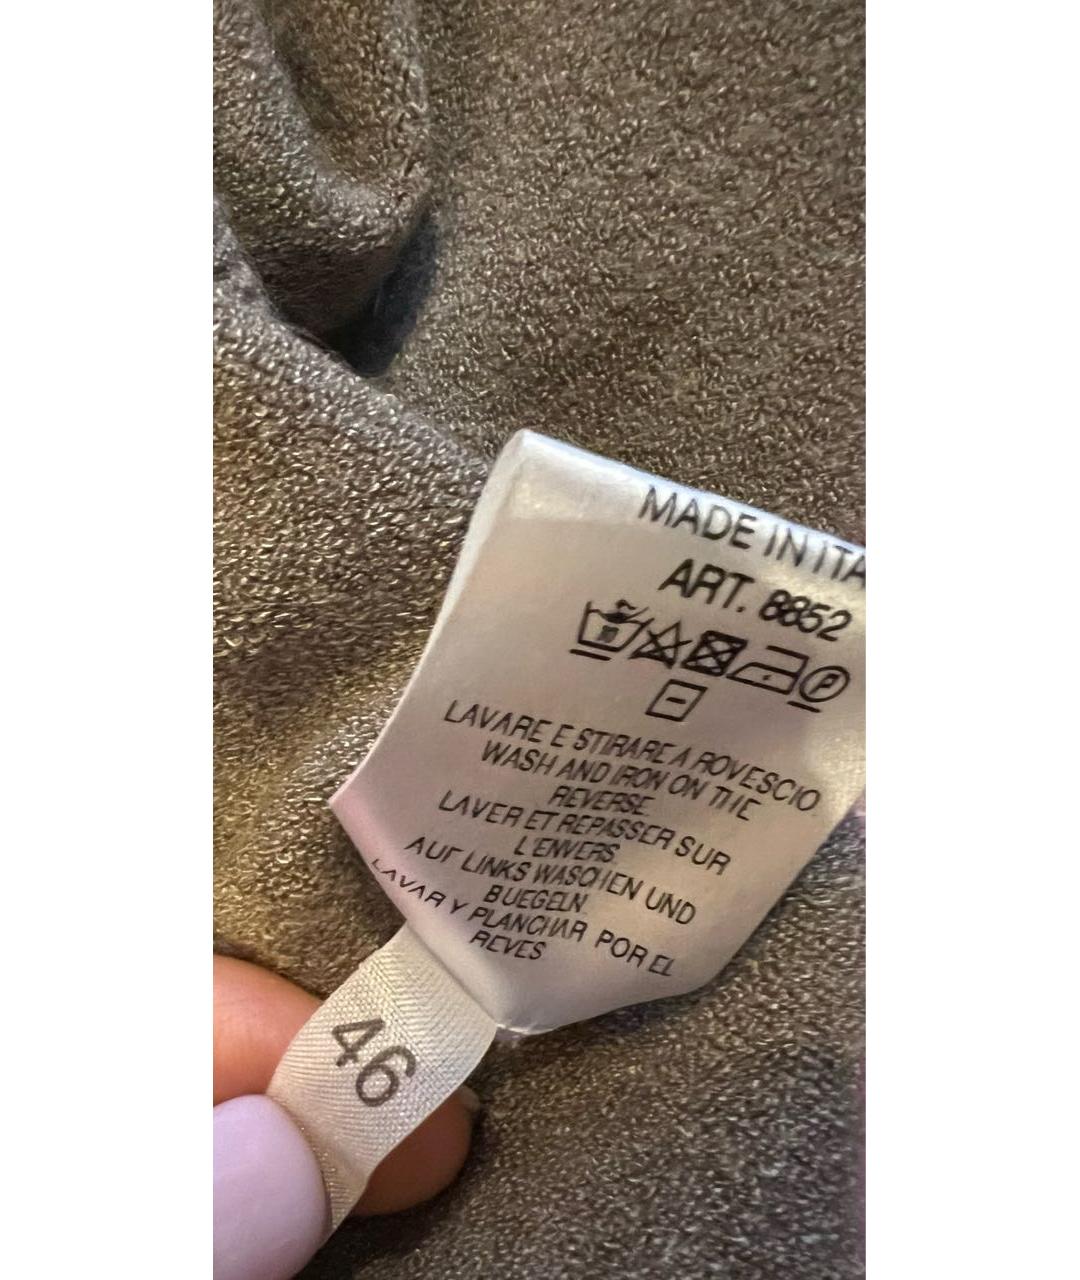 MADE IN ITA
ART. 8852
P
LAVARE E STIRARE A ROVESCIO
WASH AND IRON ON THE
REVERSE
LAVER ET REPASSER SUR
L'ENVERS
AUF LINKS WASCHEN UND
BUEGELN
LAVAR Y PLANCHAR POR EL
REVES
46